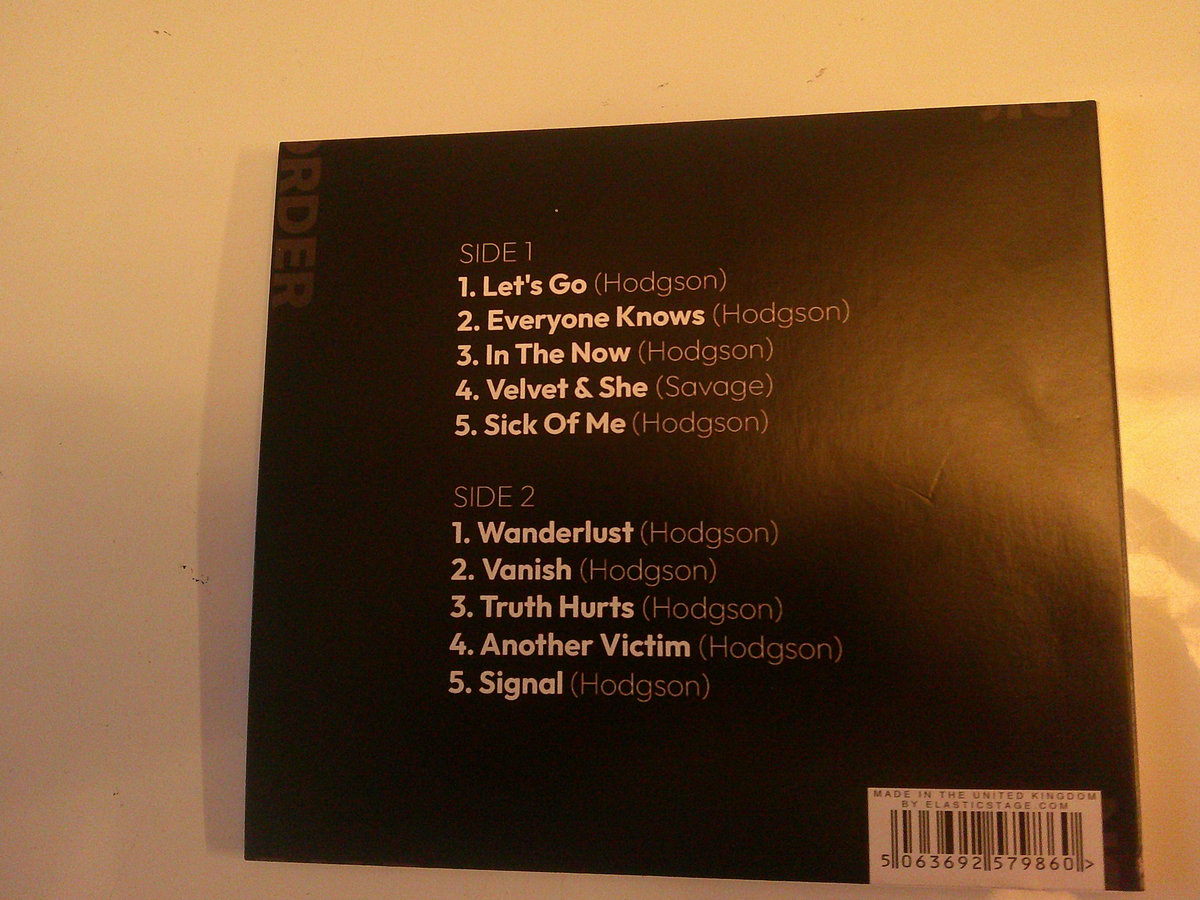 ORDER
SIDE 1
1. Let's Go (Hodgson)
2. Everyone Knows (Hodgson)
3. In The Now (Hodgson)
4. Velvet & She (Savage)
5. Sick Of Me (Hodgson)
SIDE 2
1. Wanderlust (Hodgson)
2. Vanish (Hodgson)
3. Truth Hurts (Hodgson)
4. Another Victim (Hodgson)
5. Signal (Hodgson)
MADE IN THE UNITED KINGDOM
BY ELASTICSTAGE.COM
5 063692 579860 >